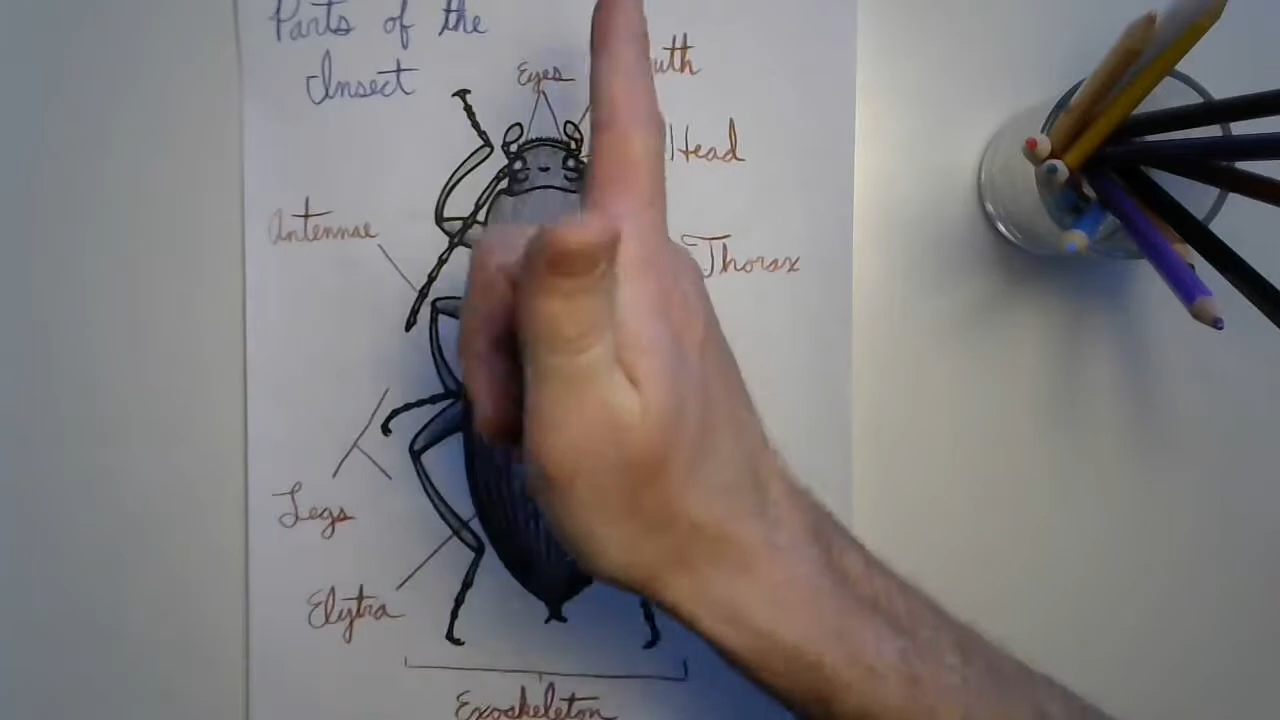 Parts of the
Insect
Eyes
Head
Antennae
Thorax
Legs
Elytra
Exoskeleton